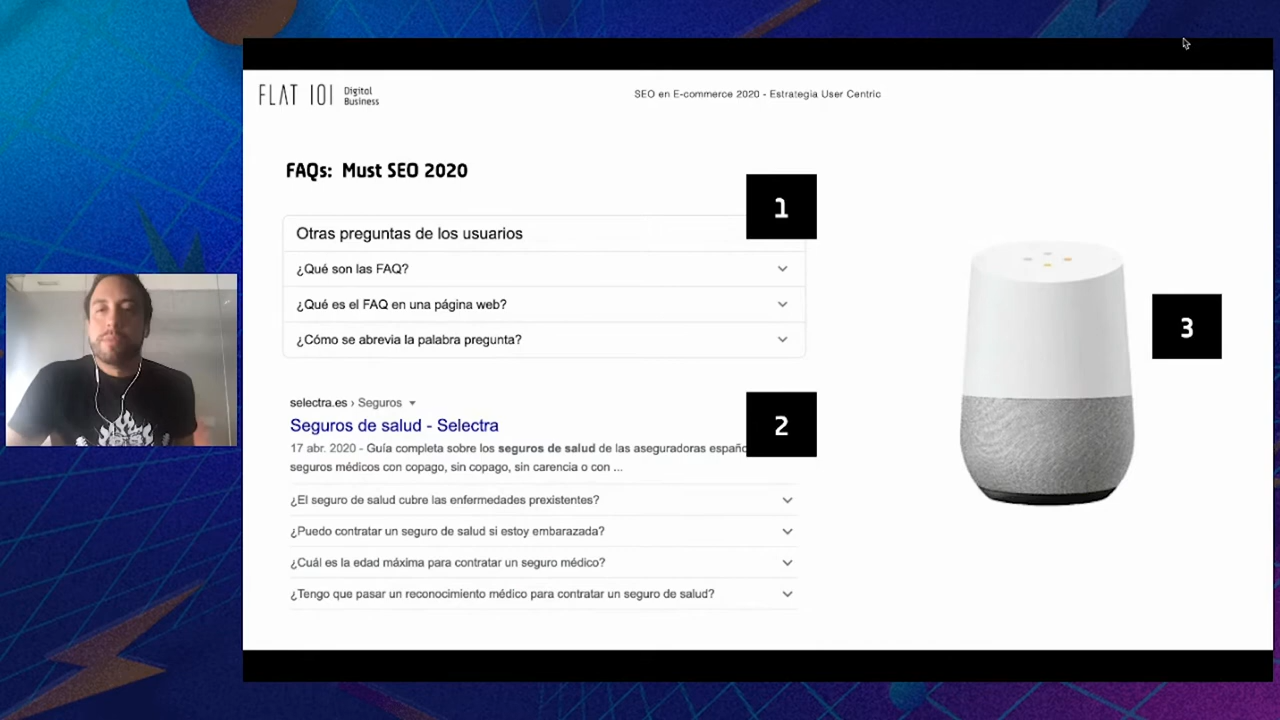 FLAT 101 Digital Business
SEO en E-commerce 2020 - Estrategia User Centric
FAQs: Must SEO 2020
1
Otras preguntas de los usuarios
¿Qué son las FAQ?
¿Qué es el FAQ en una página web?
¿Cómo se abrevia la palabra pregunta?
3
selectra.es › Seguros
2
Seguros de salud - Selectra
17 abr. 2020 - Guía completa sobre los seguros de salud de las aseguradoras españo
seguros médicos con copago, sin copago, sin carencia o con ...
¿El seguro de salud cubre las enfermedades prexistentes?
¿Puedo contratar un seguro de salud si estoy embarazada?
¿Cuál es la edad máxima para contratar un seguro médico?
¿Tengo que pasar un reconocimiento médico para contratar un seguro de salud?